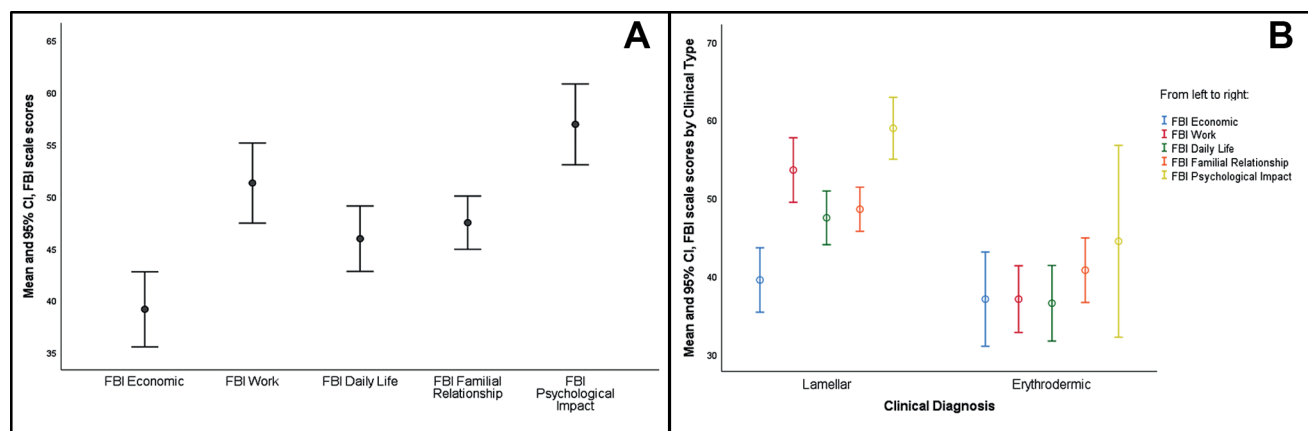 A
Mean and 95% CI, FBI scale scores
65
60
55
50
45
40
35
FBI Economic
FBI Work
FBI Daily Life
FBI Familial
Relationship
FBI
Psychological
Impact
B
Mean and 95% CI, FBI scale scores by Clinical Type
70
60
50
40
30
Lamellar
Erythrodermic
Clinical Diagnosis
From left to right:
FBI Economic
FBI Work
FBI Daily Life
FBI Familial Relationship
FBI Psychological Impact